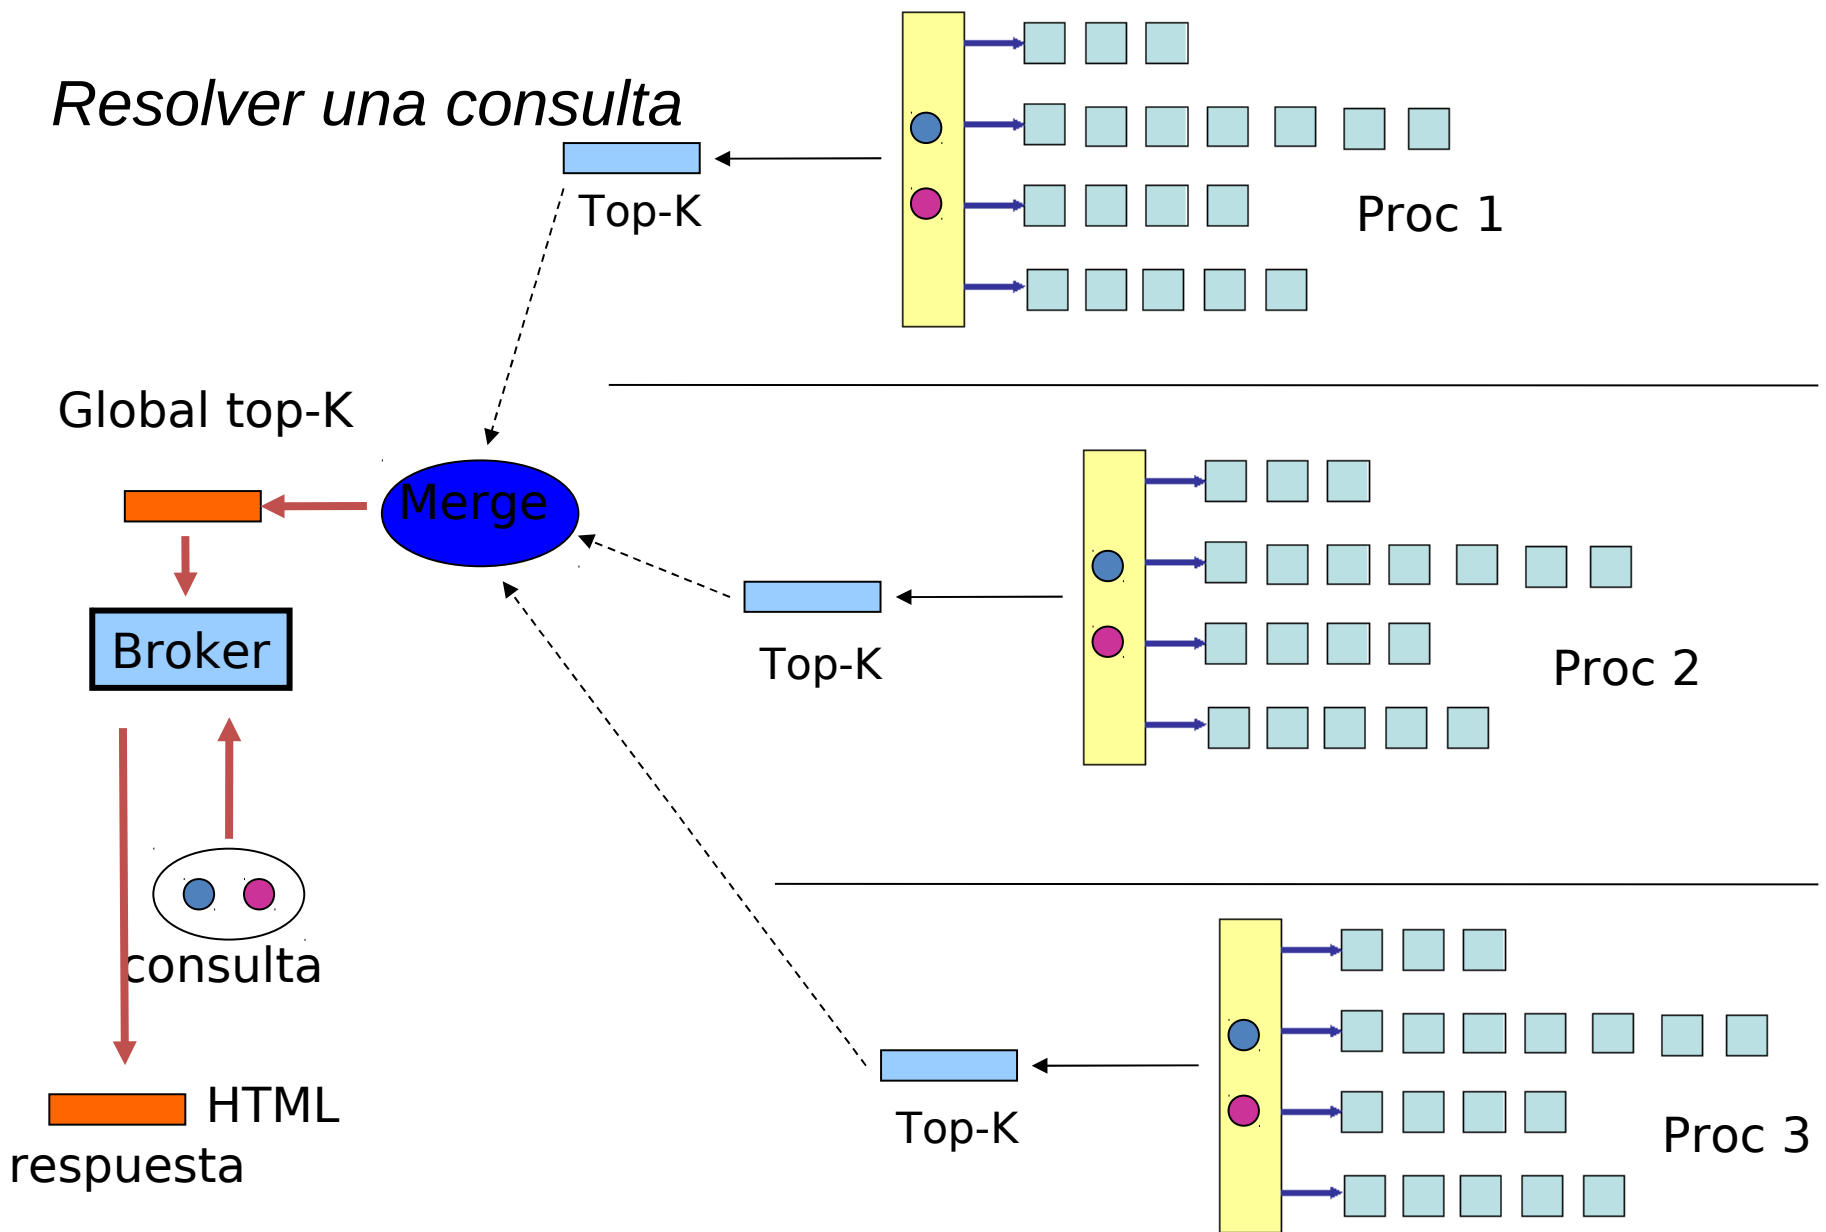 Resolver una consulta
Top-K
Proc 1
Global top-K
Merge
Broker
Top-K
Proc 2
consulta
HTML
respuesta
Top-K
Proc 3